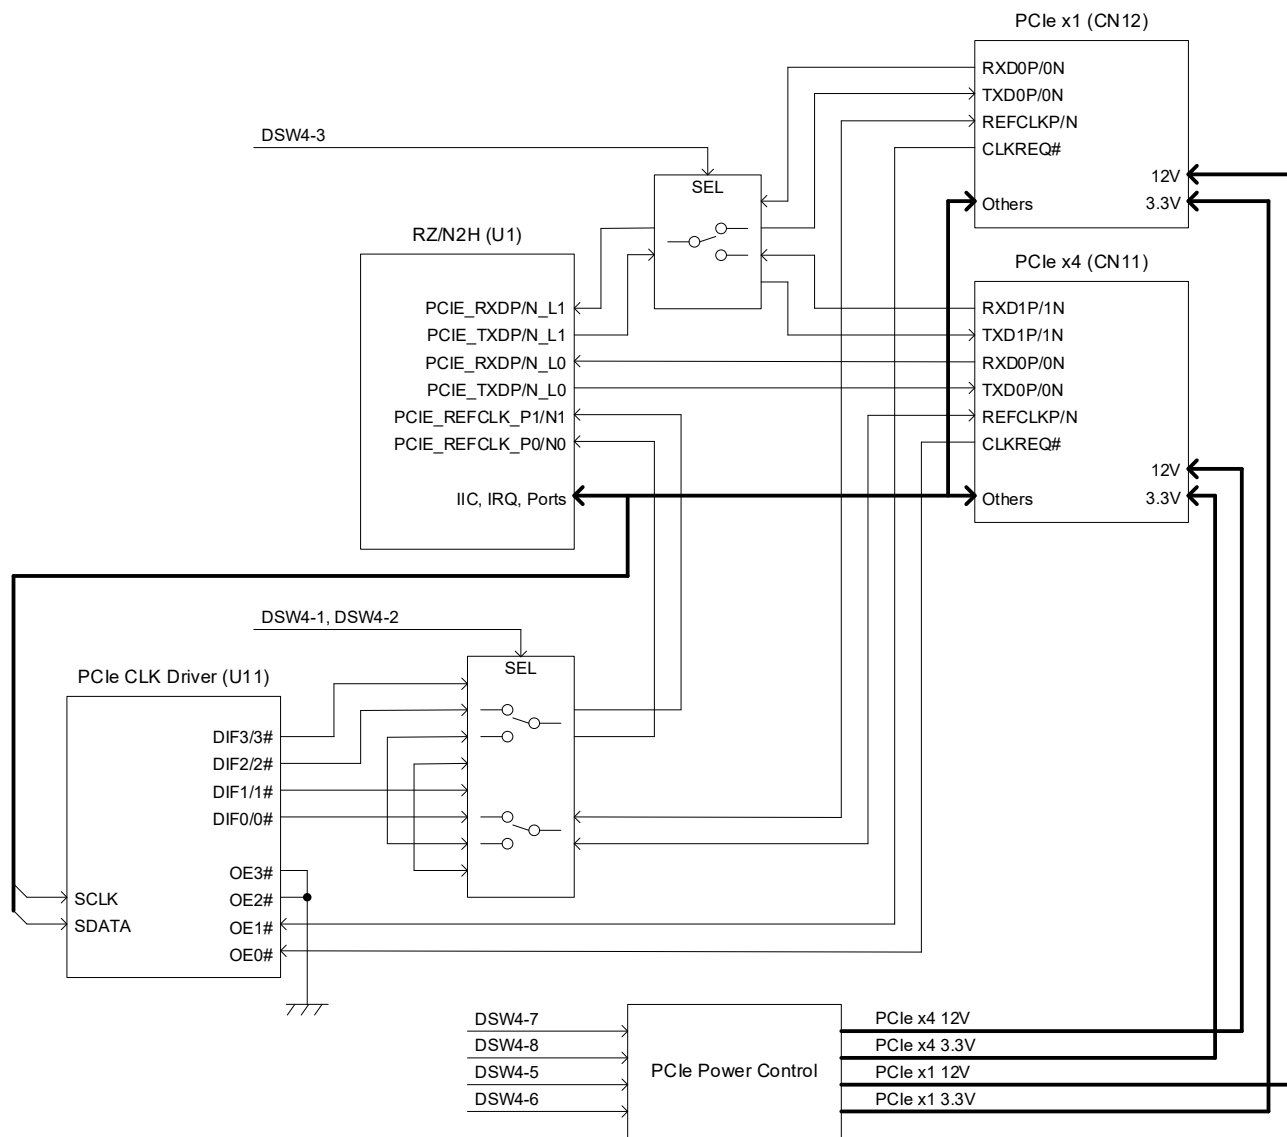 PCIe x1 (CN12)
RXD0P/0N
TXD0P/0N
REFCLKP/N
CLKREQ#
12V
Others
3.3V
DSW4-3
SEL
RZ/N2H (U1)
PCIE_RXDP/N_L1
PCIE_TXDP/N_L1
PCIE_RXDP/N_L0
PCIE_TXDP/N_L0
PCIE_REFCLK_P1/N1
PCIE_REFCLK_P0/N0
IIC, IRQ, Ports
PCIe x4 (CN11)
RXD1P/1N
TXD1P/1N
RXD0P/0N
TXD0P/0N
REFCLKP/N
CLKREQ#
12V
Others
3.3V
DSW4-1, DSW4-2
SEL
PCIe CLK Driver (U11)
DIF3/3#
DIF2/2#
DIF1/1#
DIF0/0#
OE3#
OE2#
OE1#
OE0#
SCLK
SDATA
DSW4-7
DSW4-8
DSW4-5
DSW4-6
PCIe Power Control
PCIe x4 12V
PCIe x4 3.3V
PCIe x1 12V
PCIe x1 3.3V